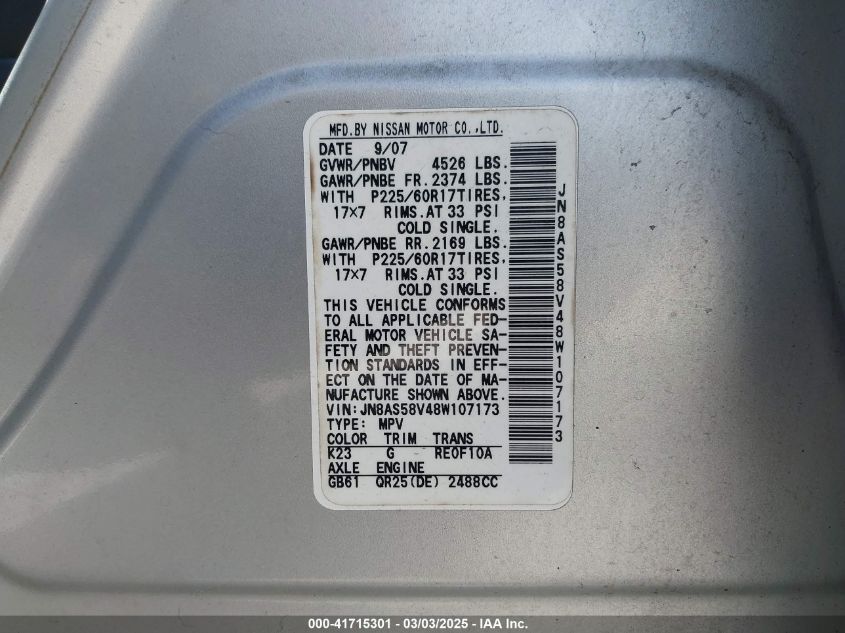 MFD.BY NISSAN MOTOR CO.,LTD.
DATE 9/07
GVWR/PNBV 4526 LBS.
GAWR/PNBE FR.2374 LBS.
WITH P225/60R17TIRES,
17×7 RIMS.AT 33 PSI
COLD SINGLE.
GAWR/PNBE RR.2169 LBS.
WITH P225/60R17TIRES,
17×7 RIMS.AT 33 PSI
COLD SINGLE.
THIS VEHICLE CONFORMS
TO ALL APPLICABLE FED-
ERAL MOTOR VEHICLE SA-
FETY AND THEFT PREVEN-
TION STANDARDS IN EFF-
ECT ON THE DATE OF MA-
NUFACTURE SHOWN ABOVE.
VIN:JN8AS58V48W107173
TYPE: MPV
COLOR TRIM TRANS
K23 G RE0F10A
AXLE ENGINE
GB61 QR25(DE) 2488CC
JN8AS58V48W107173
000-41715301 - 03/03/2025 - IAA Inc.